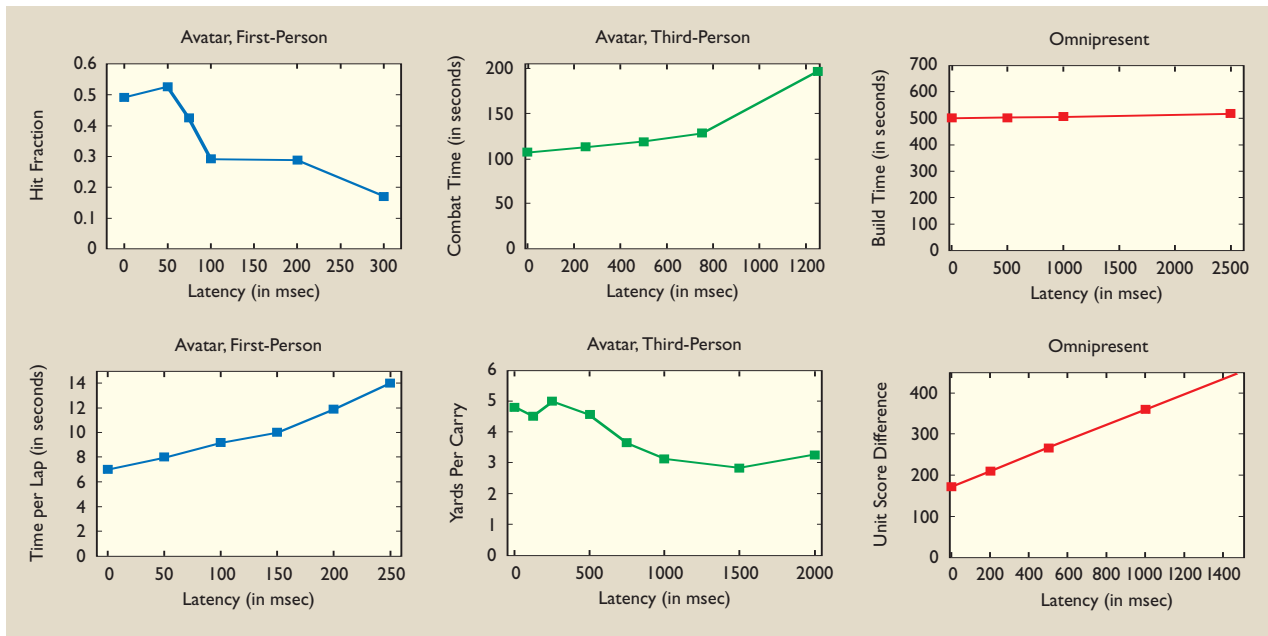 Avatar, First-Person
Hit Fraction
0.6
0.5
0.4
0.3
0.2
0.1
0
0 50 100 150 200 250 300
Latency (in msec)
Avatar, Third-Person
Combat Time (in seconds)
200
150
100
50
0
0 200 400 600 800 1000 1200
Latency (in msec)
Omnipresent
Build Time (in seconds)
700
600
500
400
300
200
100
0
0 500 1000 1500 2000 2500
Latency (in msec)
Avatar, First-Person
Time per Lap (in seconds)
14
12
10
8
6
4
2
0
0 50 100 150 200 250
Latency (in msec)
Avatar, Third-Person
Yards Per Carry
6
5
4
3
2
1
0
0 500 1000 1500 2000
Latency (in msec)
Omnipresent
Unit Score Difference
400
300
200
100
0
0 200 400 600 800 1000 1200 1400
Latency (in msec)